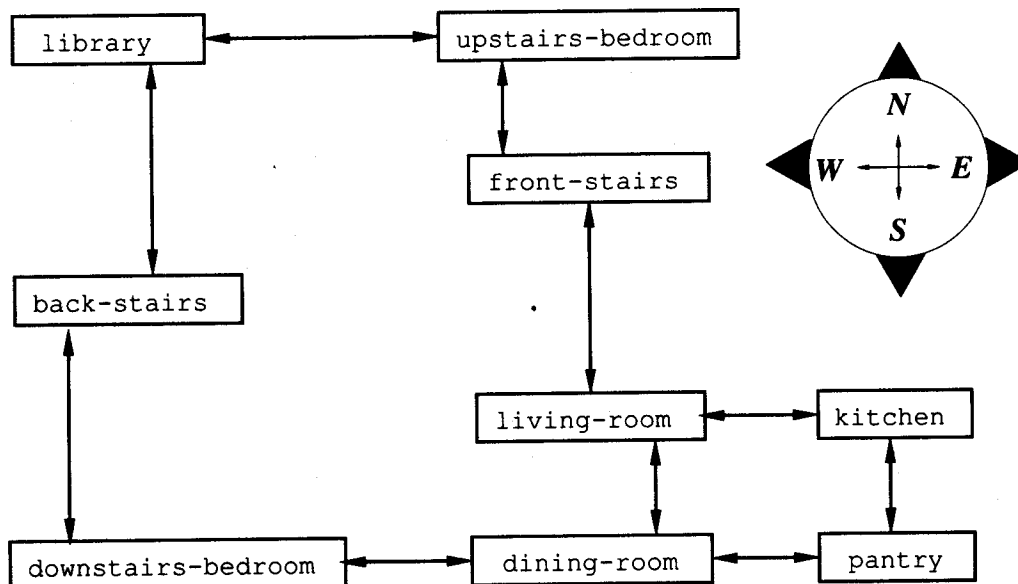 library
upstairs-bedroom
N
W
E
S
front-stairs
back-stairs
living-room
kitchen
downstairs-bedroom
dining-room
pantry